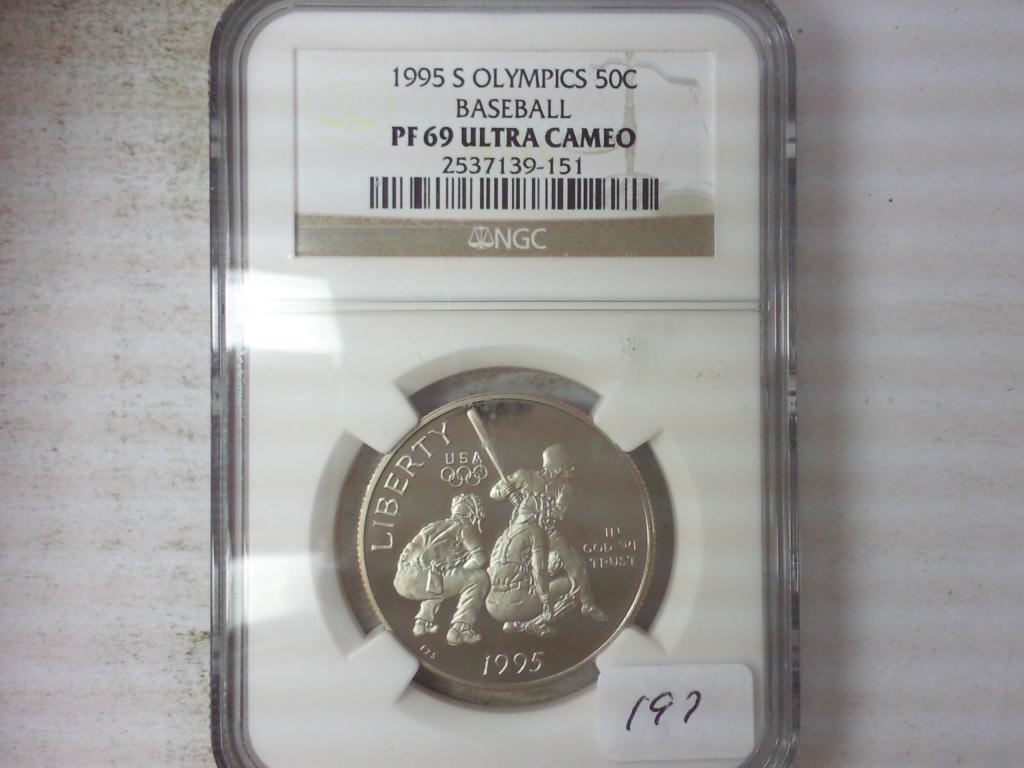 1995 S OLYMPICS 50C
BASEBALL
PF 69 ULTRA CAMEO
2537139-151
NGC
LIBERTY
USA
IN
GOD WE
TRUST
1995
197